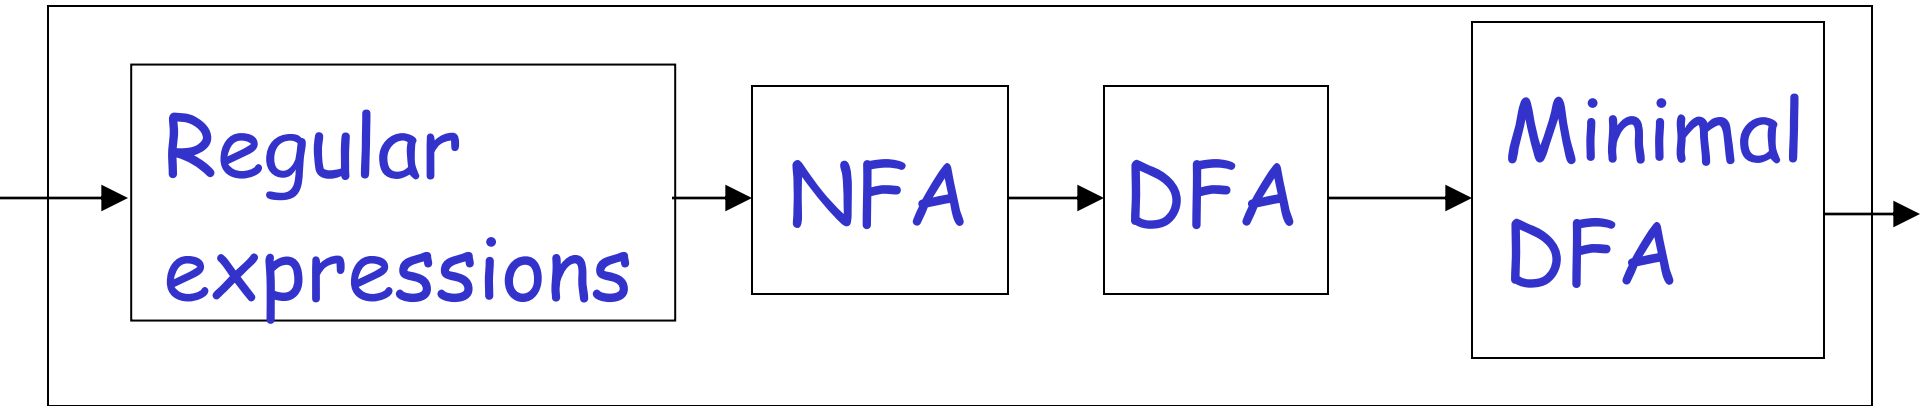 Regular
expressions
NFA
DFA
Minimal
DFA